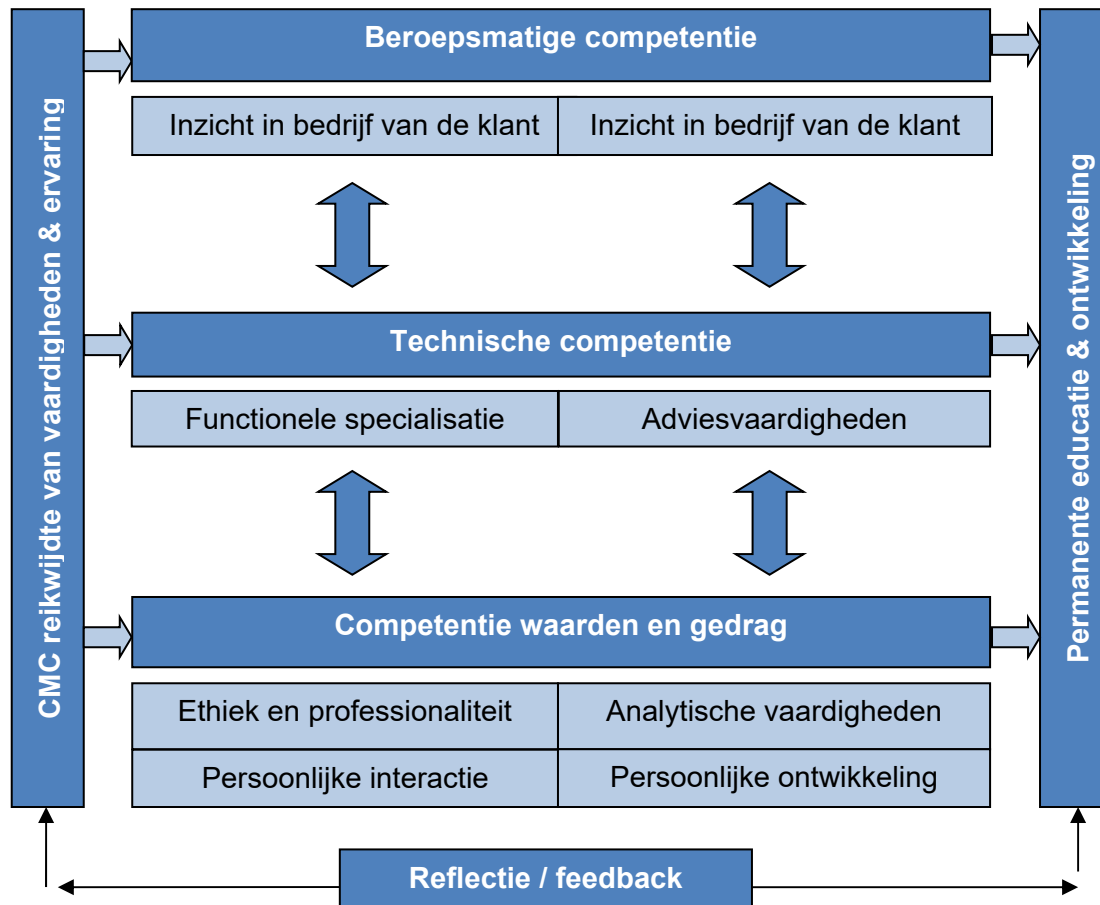 CMC reikwijdte van vaardigheden & ervaring
Beroepsmatige competentie
Inzicht in bedrijf van de klant
Inzicht in bedrijf van de klant
Technische competentie
Functionele specialisatie
Adviesvaardigheden
Competentie waarden en gedrag
Ethiek en professionaliteit
Analytische vaardigheden
Persoonlijke interactie
Persoonlijke ontwikkeling
Permanente educatie & ontwikkeling
Reflectie / feedback